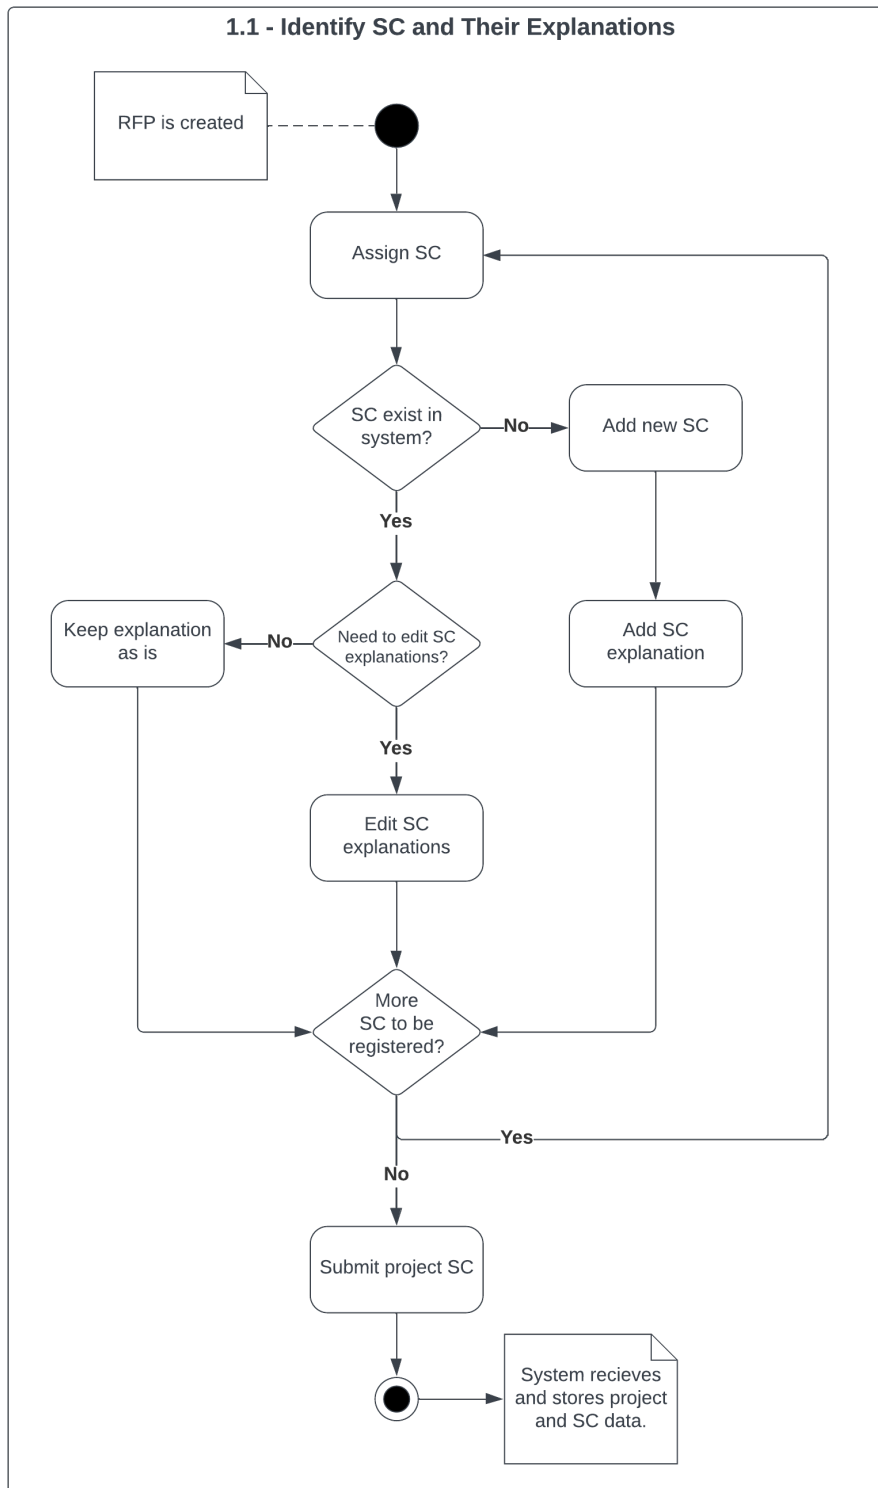 1.1 - Identify SC and Their Explanations
RFP is created
Assign SC
SC exist in
system?
No
Add new SC
Yes
Keep explanation
as is
No
Need to edit SC
explanations?
Add SC
explanation
Yes
Edit SC
explanations
More
SC to be
registered?
Yes
No
Submit project SC
System recieves
and stores project
and SC data.